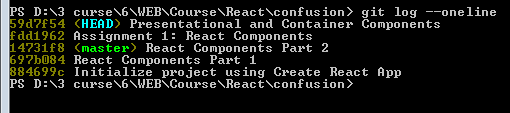 PS D:\3 curse\6\WEB\Course\React\confusion> git log --oneline
59d7f54 (HEAD) Presentational and Container Components
fdd1962 Assignment 1: React Components
14731f8 (master) React Components Part 2
697b084 React Components Part 1
884699c Initialize project using Create React App
PS D:\3 curse\6\WEB\Course\React\confusion>